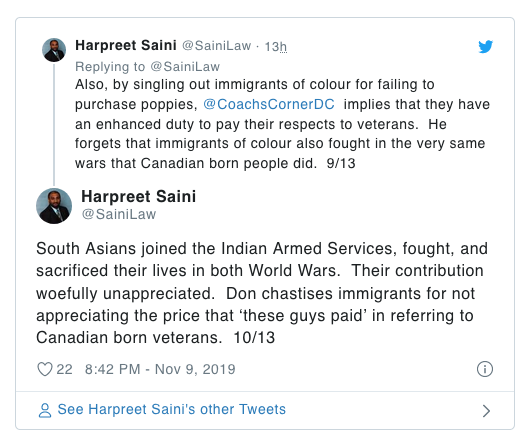 Harpreet Saini @SainiLaw · 13h
Replying to @SainiLaw
Also, by singling out immigrants of colour for failing to
purchase poppies, @CoachsCornerDC implies that they have
an enhanced duty to pay their respects to veterans. He
forgets that immigrants of colour also fought in the very same
wars that Canadian born people did. 9/13
Harpreet Saini
@SainiLaw
South Asians joined the Indian Armed Services, fought, and
sacrificed their lives in both World Wars. Their contribution
woefully unappreciated. Don chastises immigrants for not
appreciating the price that ‘these guys paid’ in referring to
Canadian born veterans. 10/13
22 8:42 PM - Nov 9, 2019
See Harpreet Saini's other Tweets